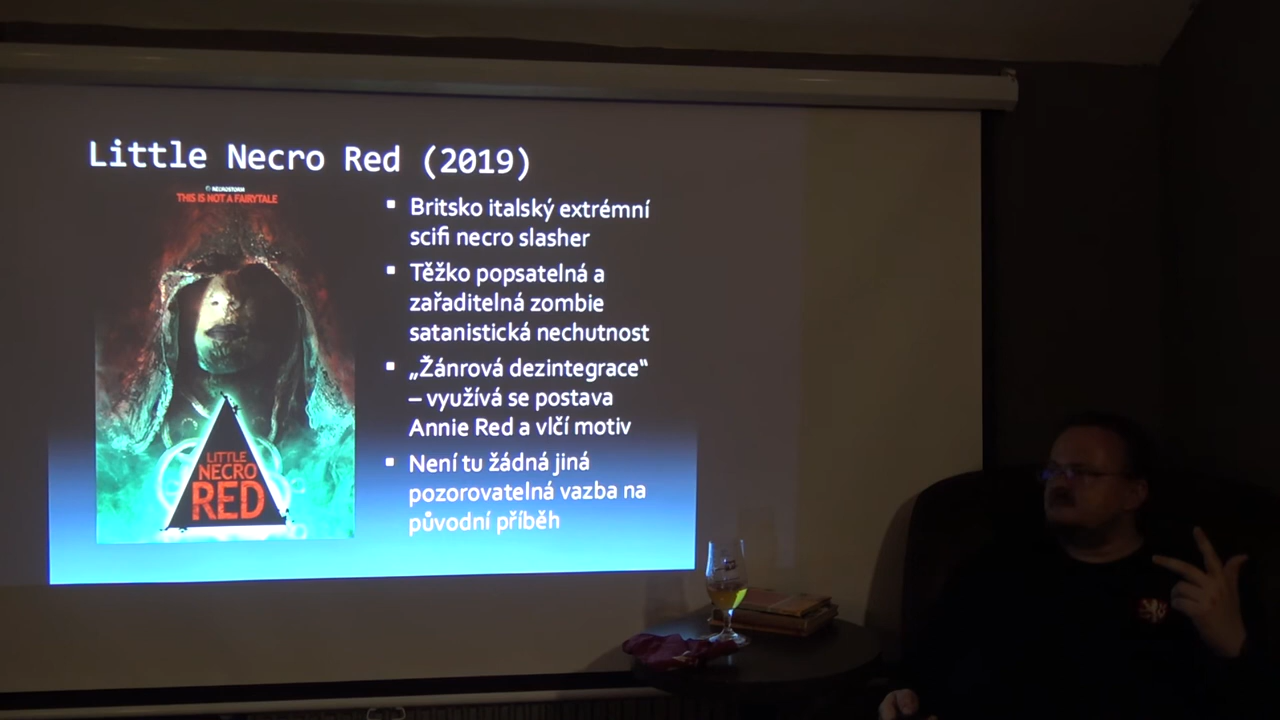 Little Necro Red (2019)
NECROSTORM
THIS IS NOT A FAIRYTALE
LITTLE
NECRO
RED
▪ Britsko italský extrémní
scifi necro slasher
▪ Těžko popsatelná a
zařaditelná zombie
satanistická nechutnost
▪ „Žánrová dezintegrace“
– využívá se postava
Annie Red a vlčí motiv
▪ Není tu žádná jiná
pozorovatelná vazba na
původní příběh